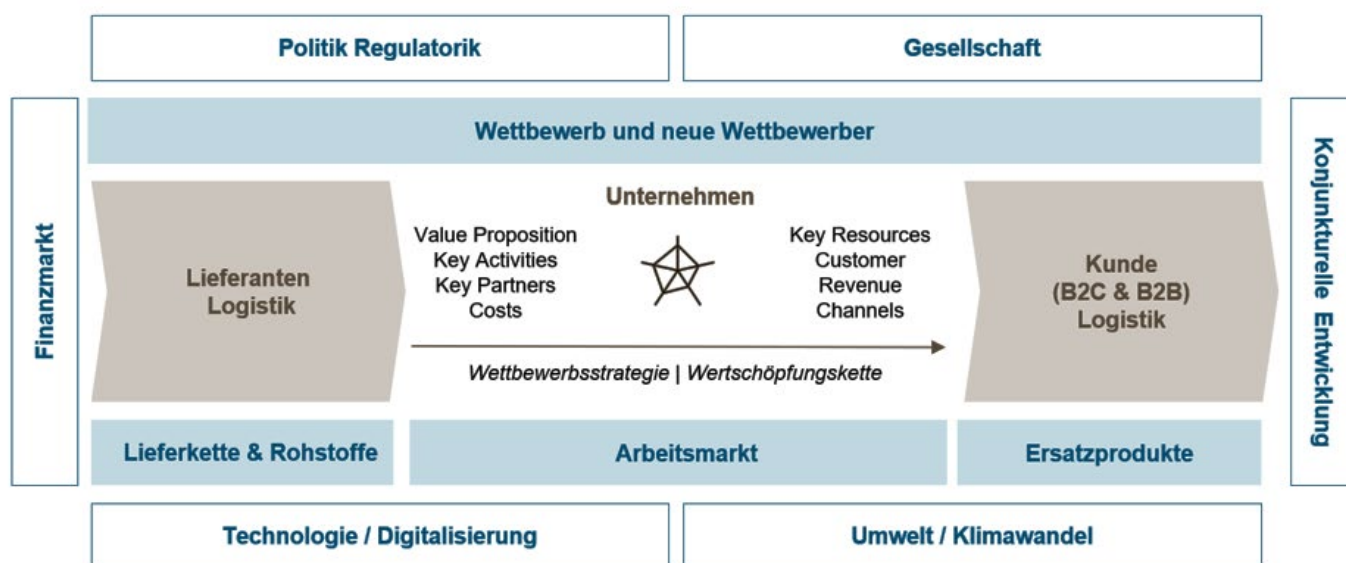 Politik Regulatorik
Gesellschaft
Finanzmarkt
Wettbewerb und neue Wettbewerber
Konjunkturelle Entwicklung
Lieferanten
Logistik
Unternehmen
Value Proposition
Key Activities
Key Partners
Costs
Key Resources
Customer
Revenue
Channels
Wettbewerbsstrategie | Wertschöpfungskette
Kunde
(B2C & B2B)
Logistik
Lieferkette & Rohstoffe
Arbeitsmarkt
Ersatzprodukte
Technologie / Digitalisierung
Umwelt / Klimawandel